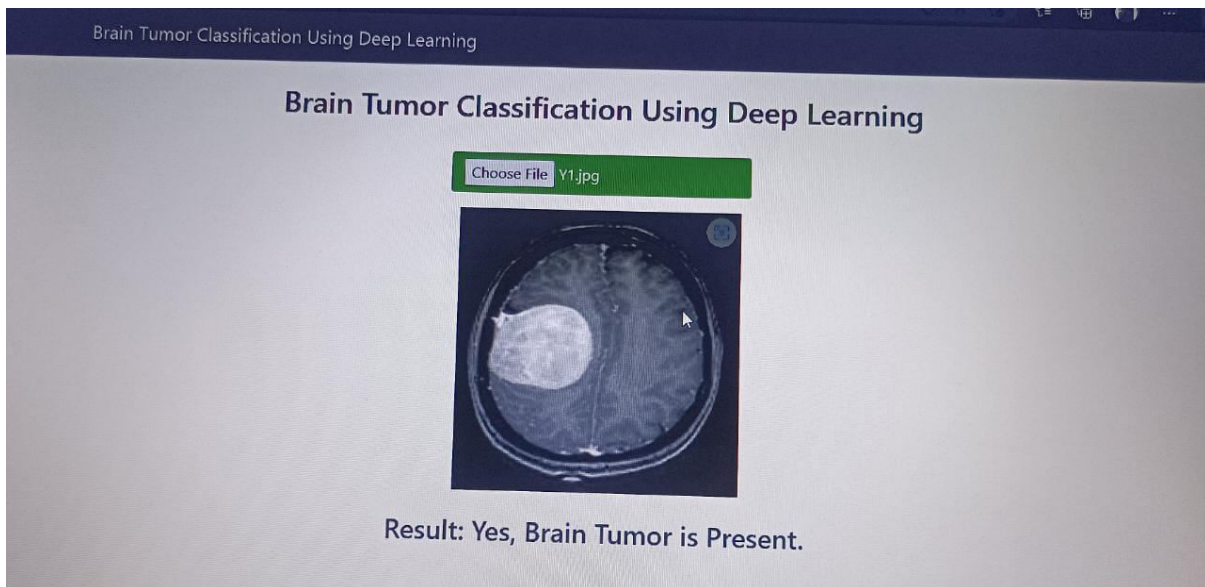 Brain Tumor Classification Using Deep Learning
Brain Tumor Classification Using Deep Learning
Choose File Y1.jpg
Result: Yes, Brain Tumor is Present.